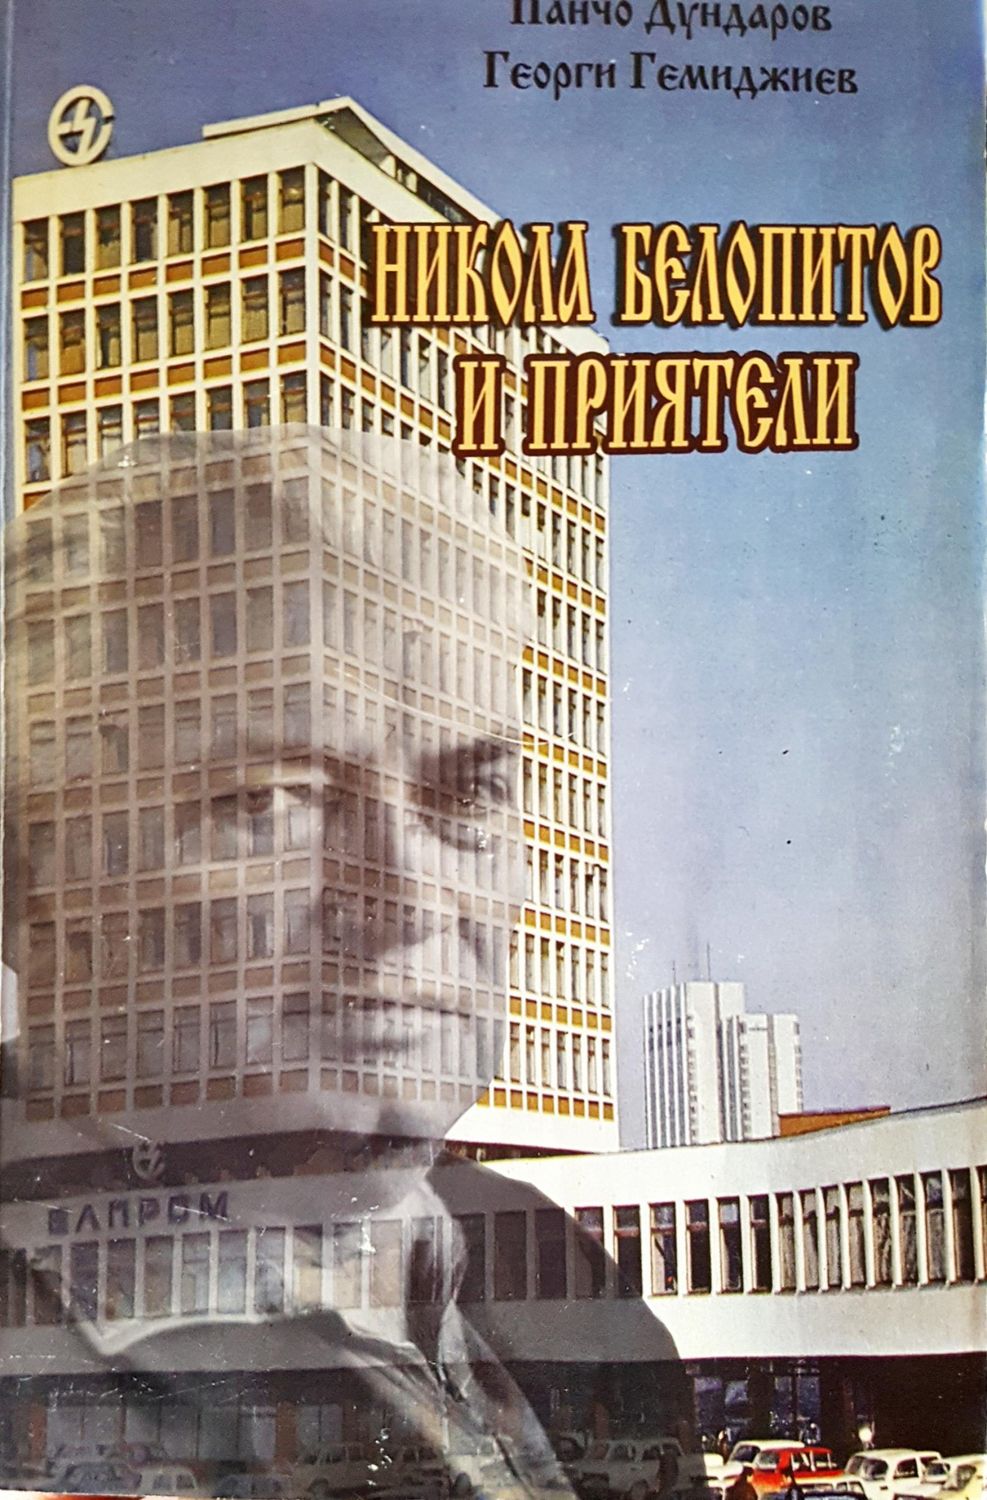 Панчо Дундаров
Георги Гемиджиев
НИКОЛА БЕЛОПИТОВ
И ПРИЯТЕЛИ
ЕЛПРОМ